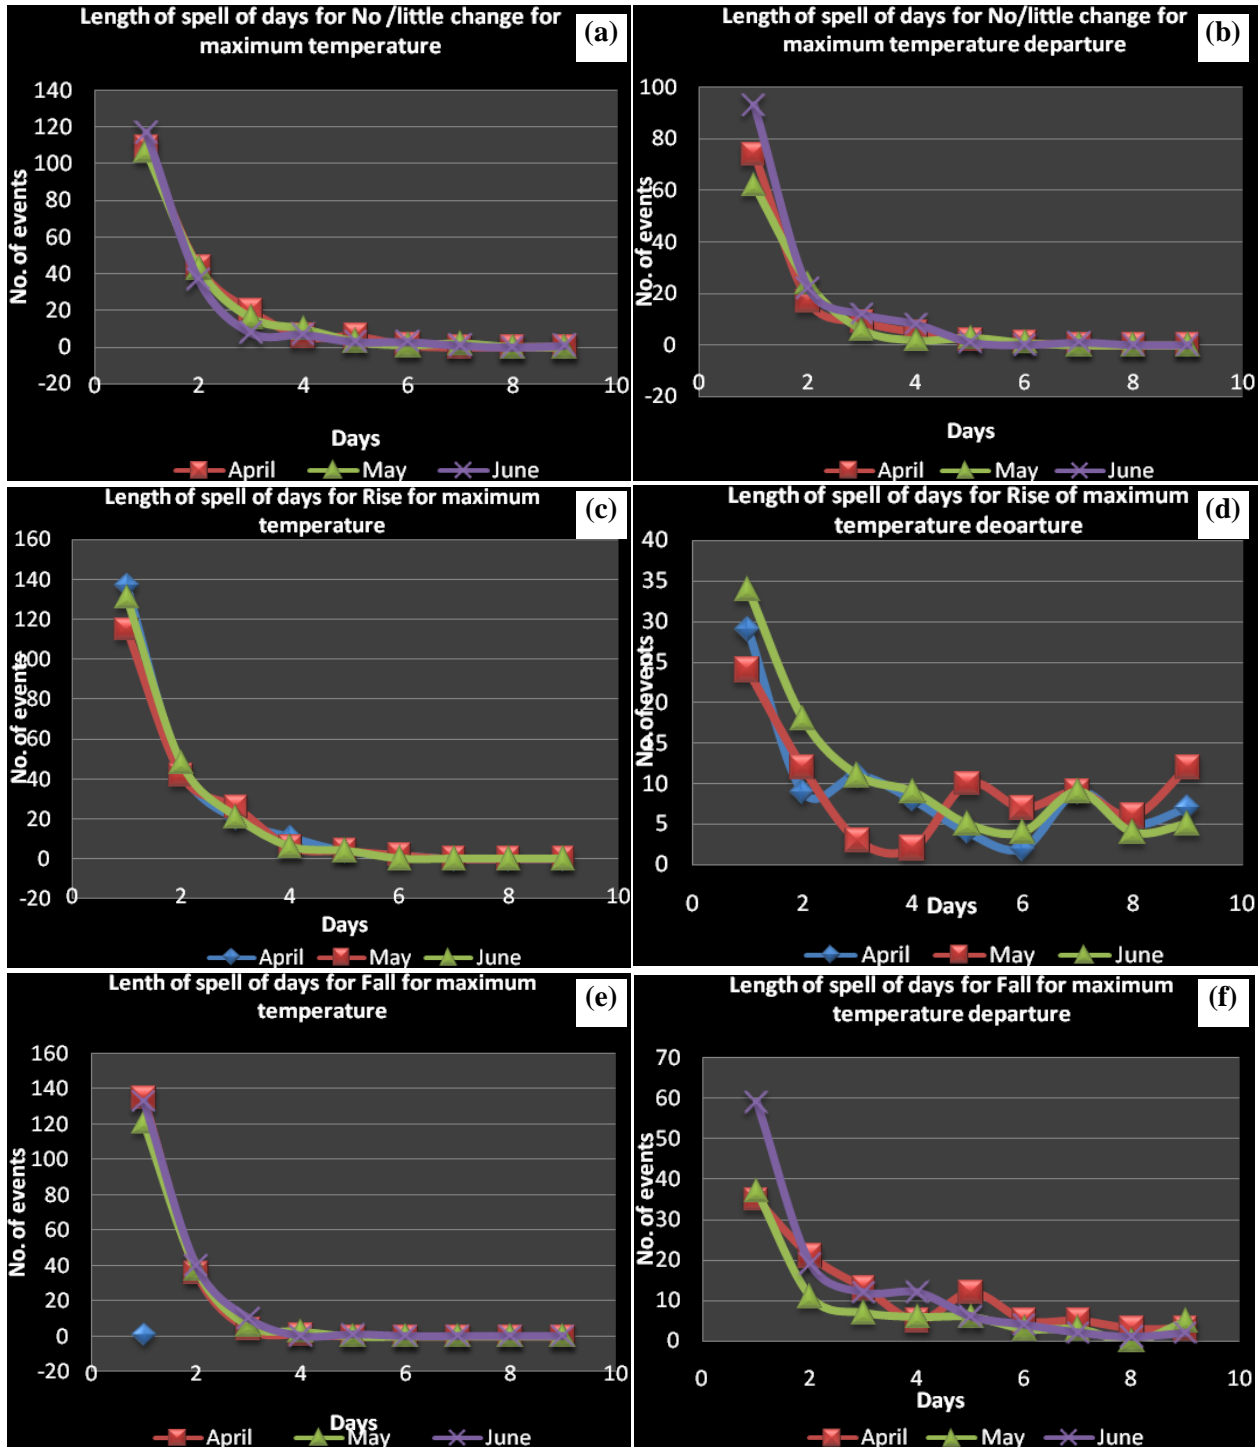 Length of spell of days for No /little change for
maximum temperature
(a)
140
120
100
80
60
40
20
0
-20
0 2 4 6 8 10
No. of events
Days
April May June
Length of spell of days for No/little change for
maximum temperature departure
(b)
100
80
60
40
20
0
-20
0 2 4 6 8 10
No. of events
Days
April May June
Length of spell of days for Rise for maximum
temperature
(c)
160
140
120
100
80
60
40
20
0
-20
0 2 4 6 8 10
No. of events
Days
April May June
Length of spell of days for Rise of maximum
temperature deoarture
(d)
40
35
30
25
20
15
10
5
0
0 2 4 6 8 10
No. of events
Days
April May June
Lenth of spell of days for Fall for maximum
temperature
(e)
160
140
120
100
80
60
40
20
0
-20
0 2 4 6 8 10
No. of events
Days
April May June
Length of spell of days for Fall for maximum
temperature departure
(f)
70
60
50
40
30
20
10
0
0 2 4 6 8 10
No. of events
Days
April May June